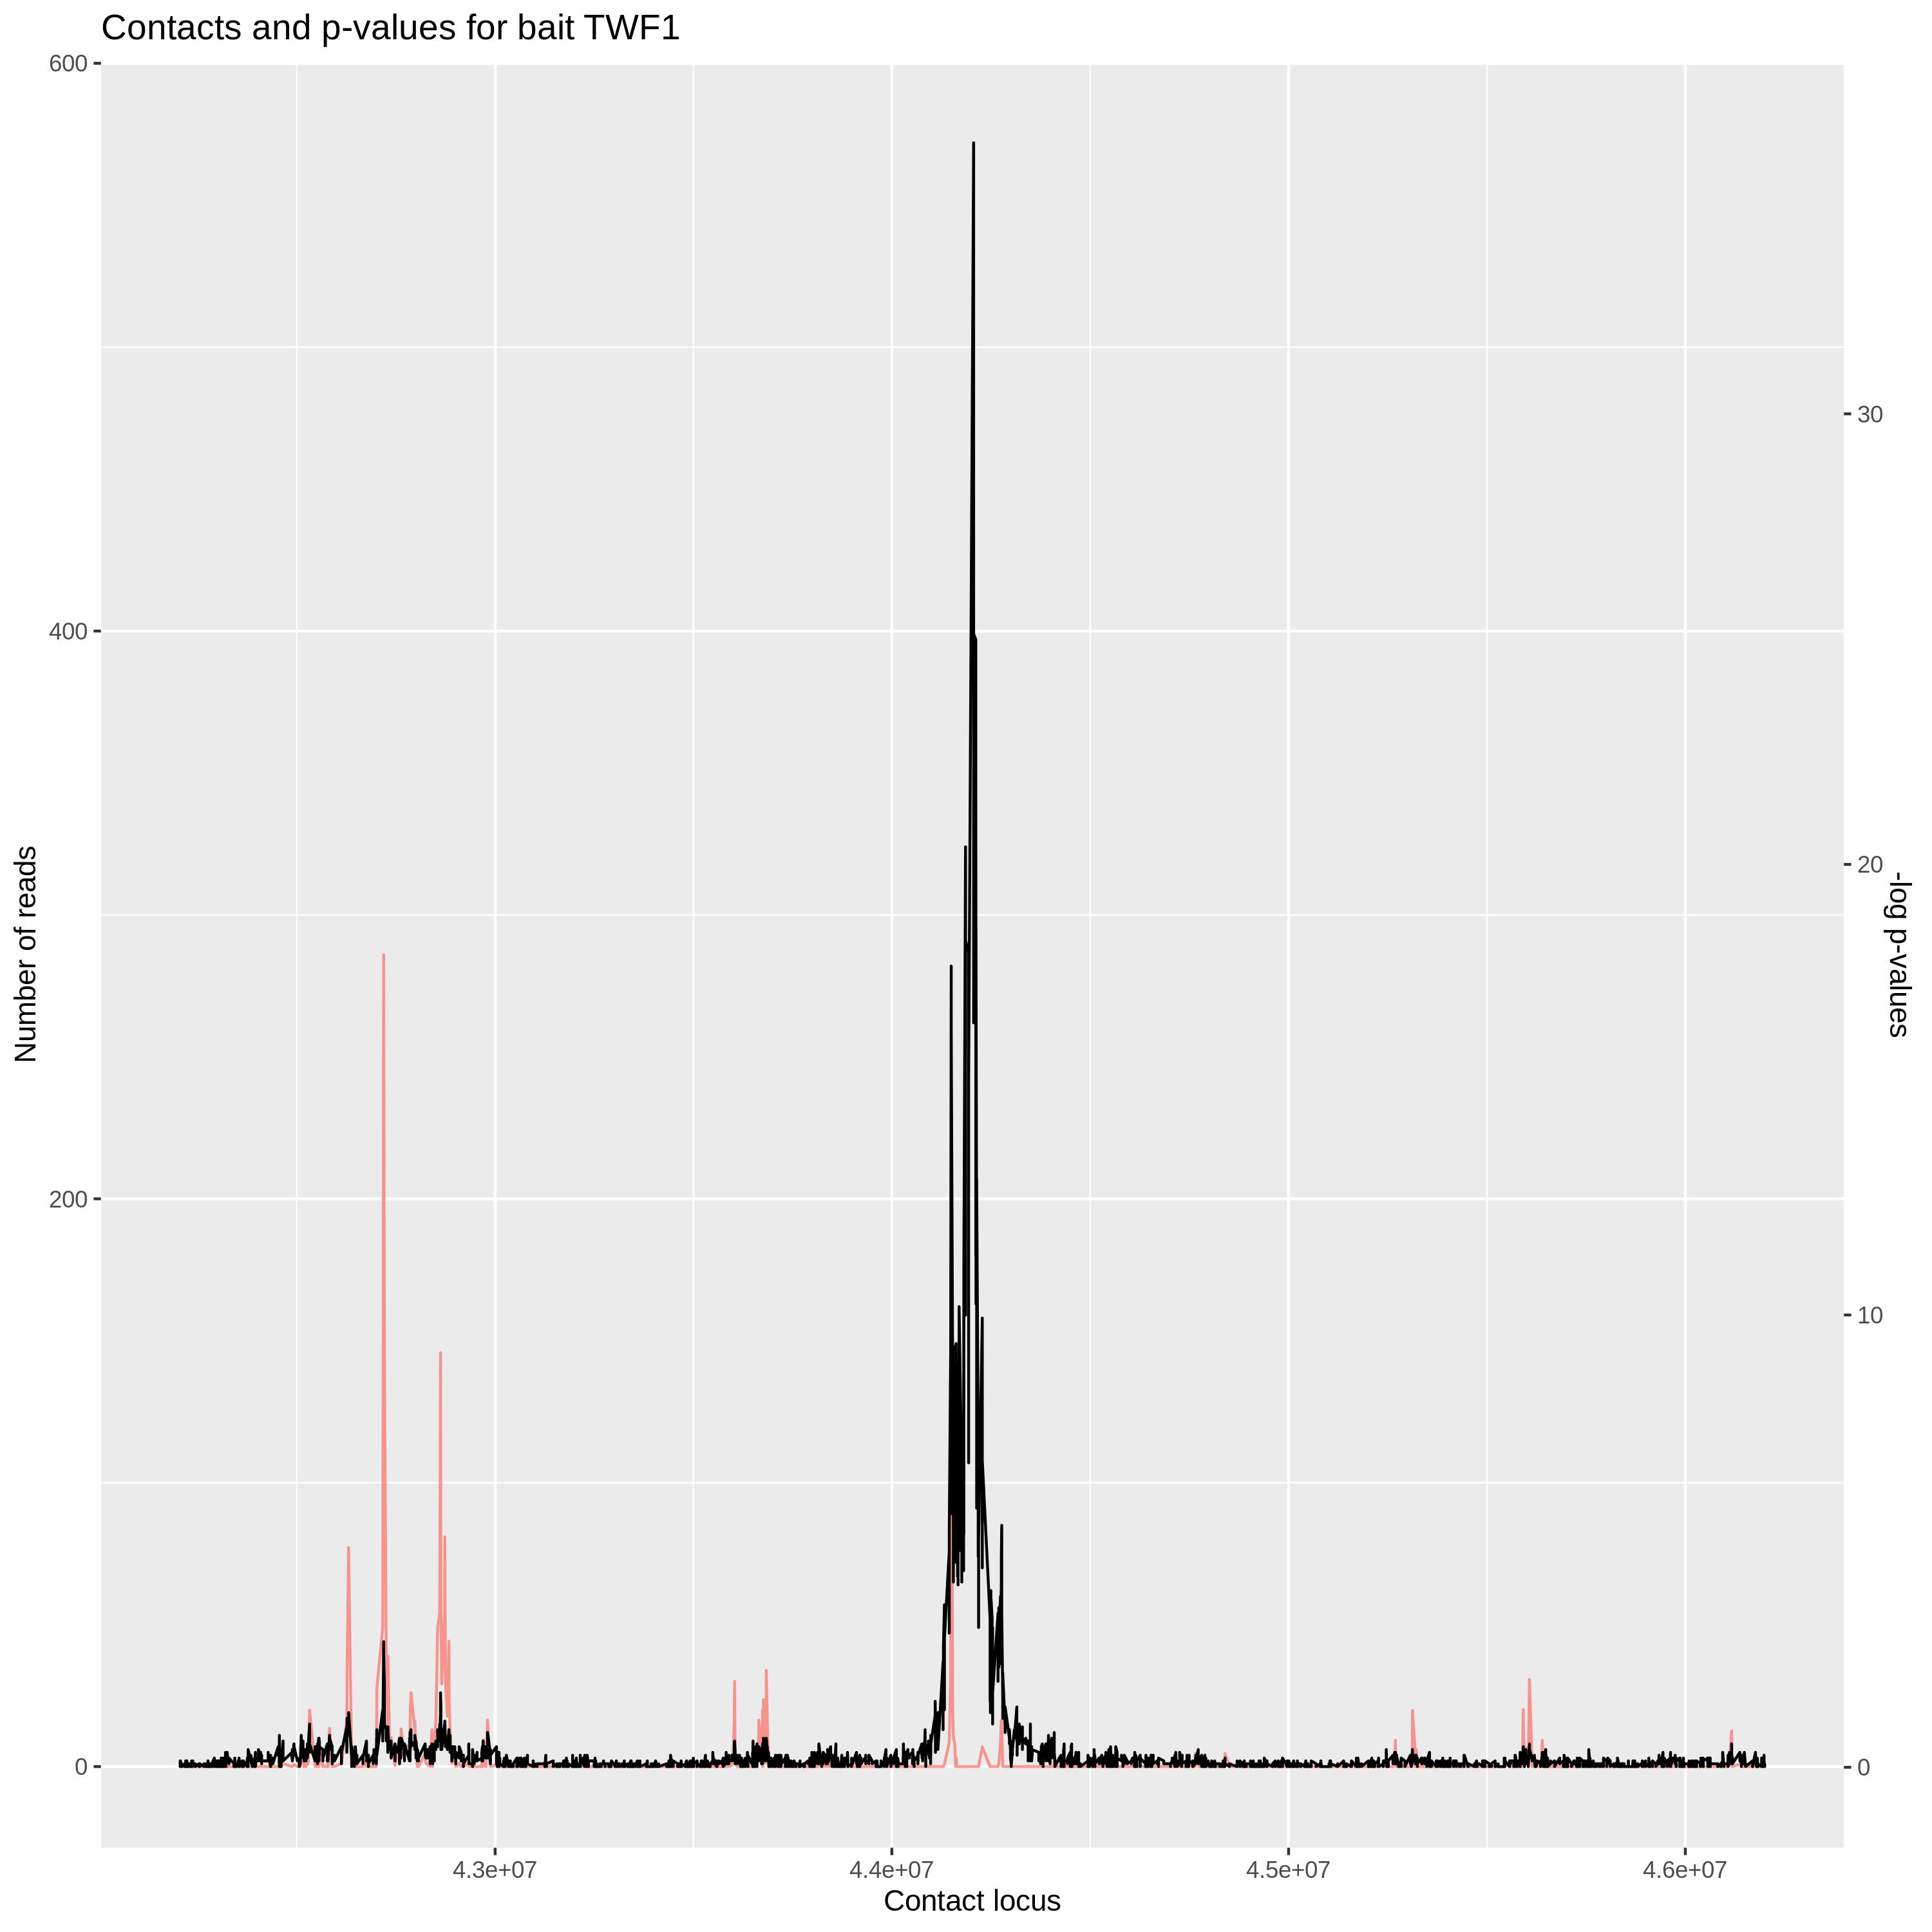 Contacts and p-values for bait TWF1
600
400
200
0
Number of reads
30
20
10
0
-log p-values
4.3e+07
4.4e+07
4.5e+07
4.6e+07
Contact locus